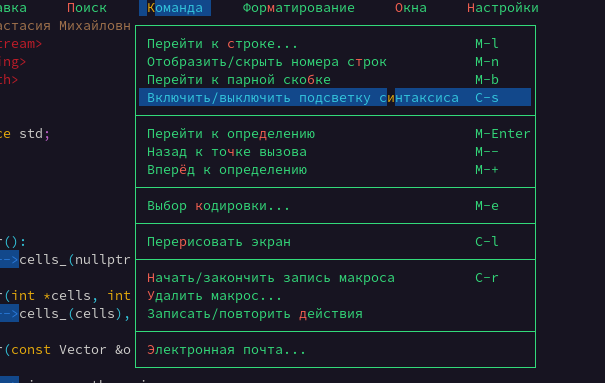 авка Поиск Команда Форматирование Окна Настройки
астасия Михайловн
tream>
Перейти к строке... M-l
ing>
Отобразить/скрыть номера строк M-n
th>
Перейти к парной скобке M-b
Включить/выключить подсветку синтаксиса C-s
ce std;
Перейти к определению M-Enter
Назад к точке вызова M--
Вперёд к определению M-+
Выбор кодировки... M-e
r():
Перерисовать экран C-l
-->cells_(nullptr
Начать/закончить запись макроса C-r
r(int *cells, int
Удалить макрос...
-->cells_(cells),
Записать/повторить действия
r(const Vector &o
Электронная почта...